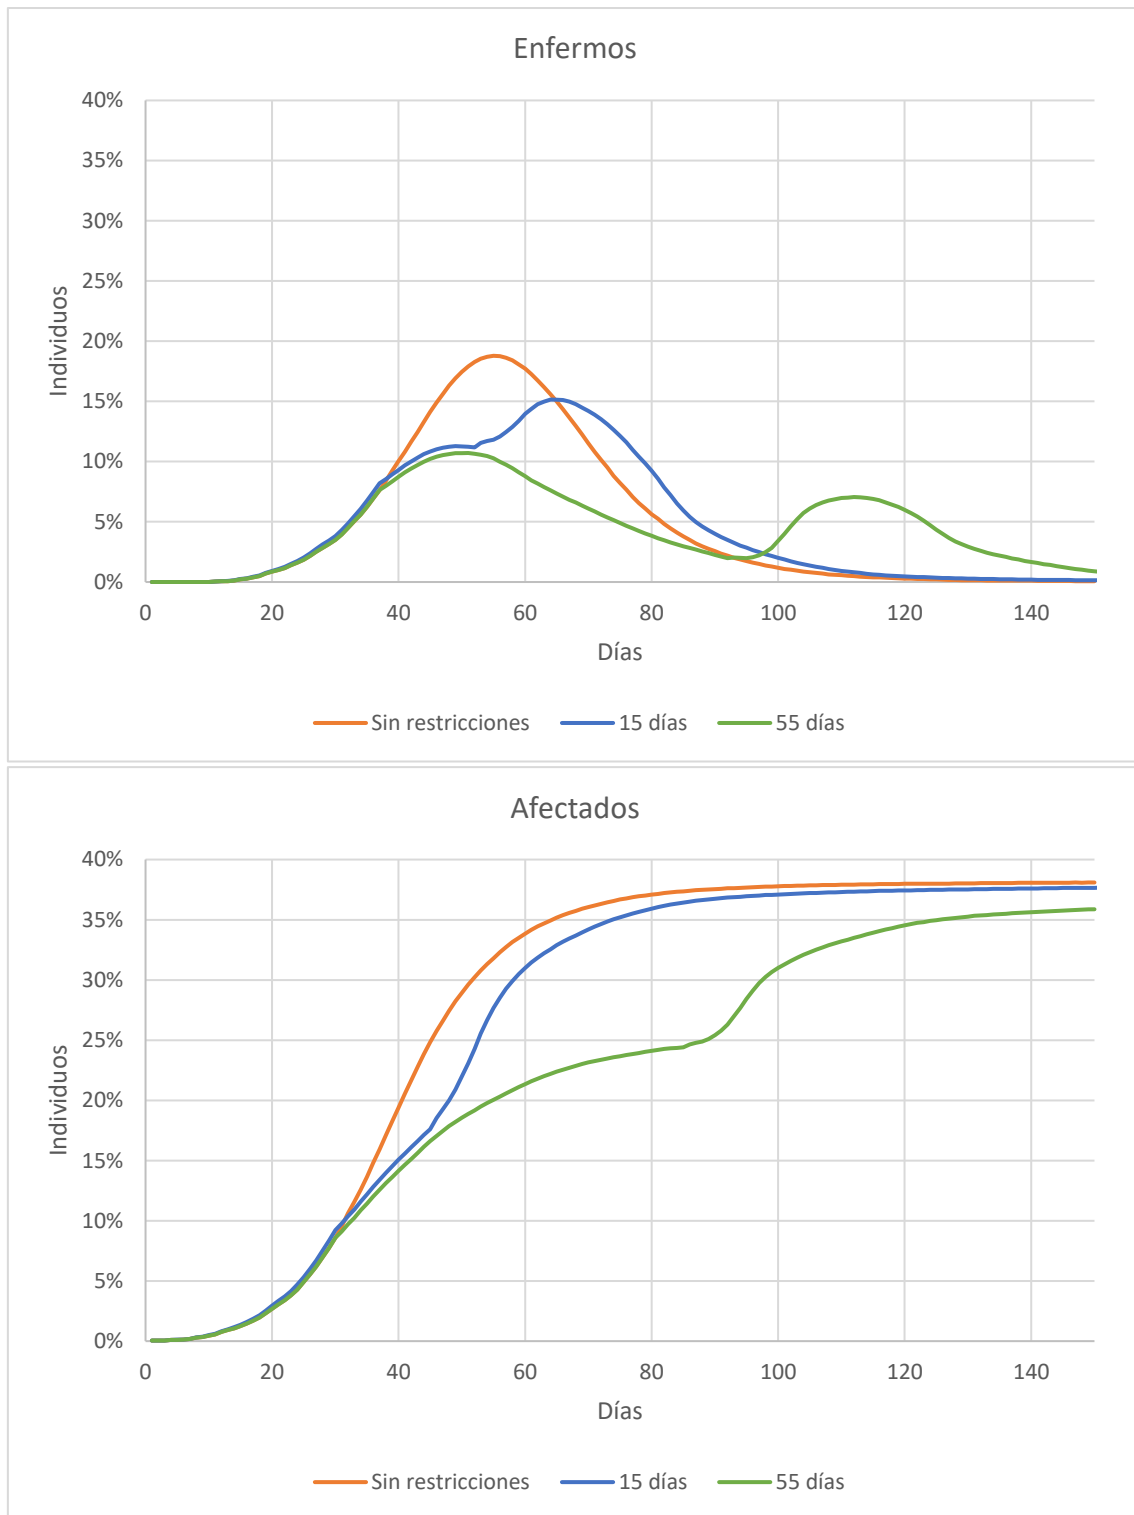 Enfermos
40%
35%
30%
25%
20%
15%
10%
5%
0%
Individuos
0 20 40 60 80 100 120 140
Días
Sin restricciones 15 días 55 días
Afectados
40%
35%
30%
25%
20%
15%
10%
5%
0%
Individuos
0 20 40 60 80 100 120 140
Días
Sin restricciones 15 días 55 días